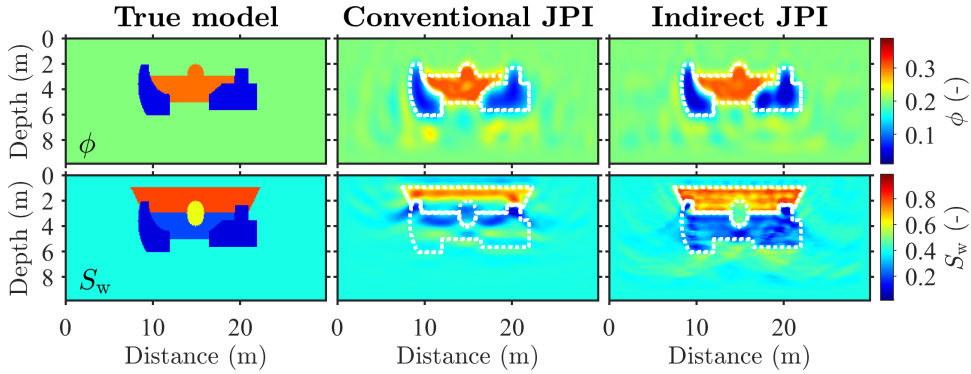 True model Conventional JPI Indirect JPI
0
2
4
6
8
Depth (m)
ϕ
0.3
0.2
0.1
ϕ (-)
0
2
4
6
8
Depth (m)
S_w
0.8
0.6
0.4
0.2
S_w (-)
0 10 20 10 20 10 20
Distance (m) Distance (m) Distance (m)